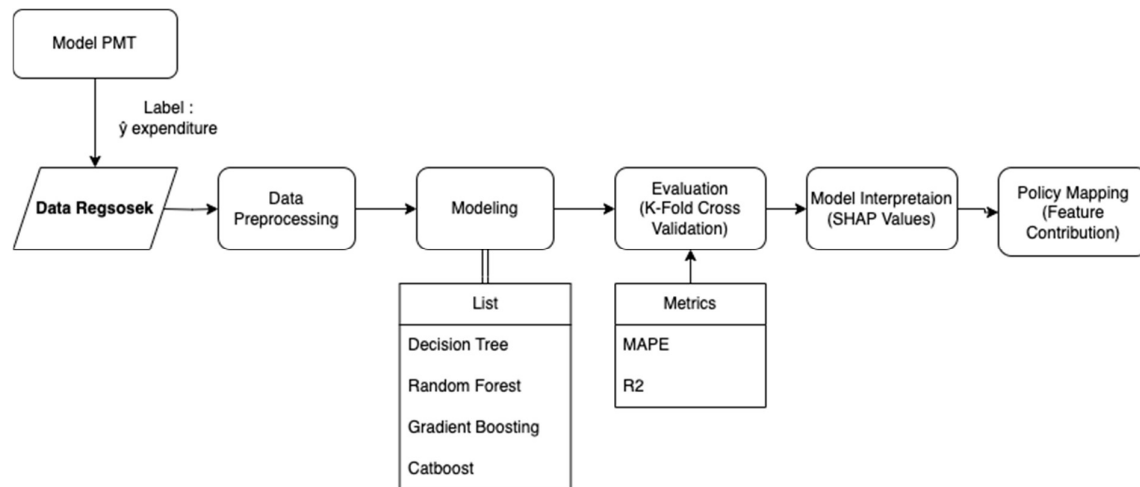 Model PMT
Label :
ŷ expenditure
Data Regsosek
Data
Preprocessing
Modeling
Evaluation
(K-Fold Cross
Validation)
Model Interpretaion
(SHAP Values)
Policy Mapping
(Feature
Contribution)
List
Decision Tree
Random Forest
Gradient Boosting
Catboost
Metrics
MAPE
R2